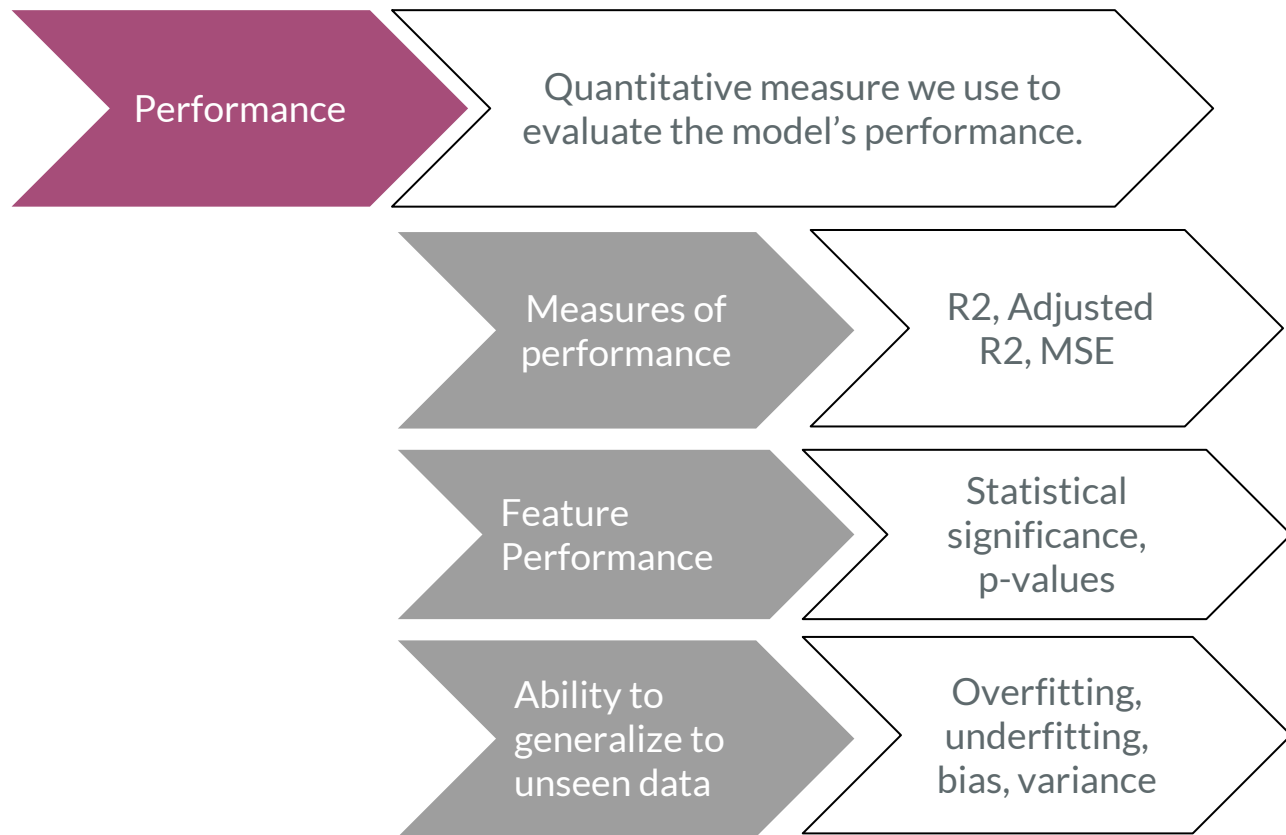 Performance
Quantitative measure we use to
evaluate the model’s performance.
Measures of
performance
R2, Adjusted
R2, MSE
Feature
Performance
Statistical
significance,
p-values
Ability to
generalize to
unseen data
Overfitting,
underfitting,
bias, variance